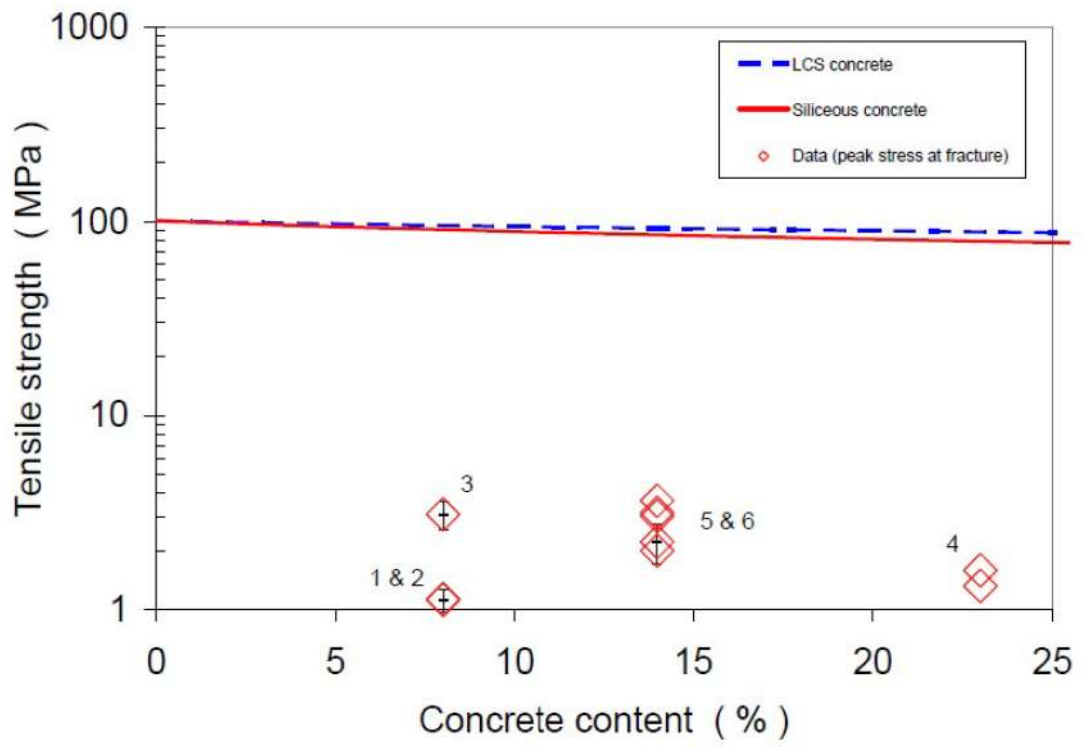 1000
100
10
1
Tensile strength ( MPa )
LCS concrete
Siliceous concrete
Data (peak stress at fracture)
3
5 & 6
1 & 2
4
0 5 10 15 20 25
Concrete content ( % )